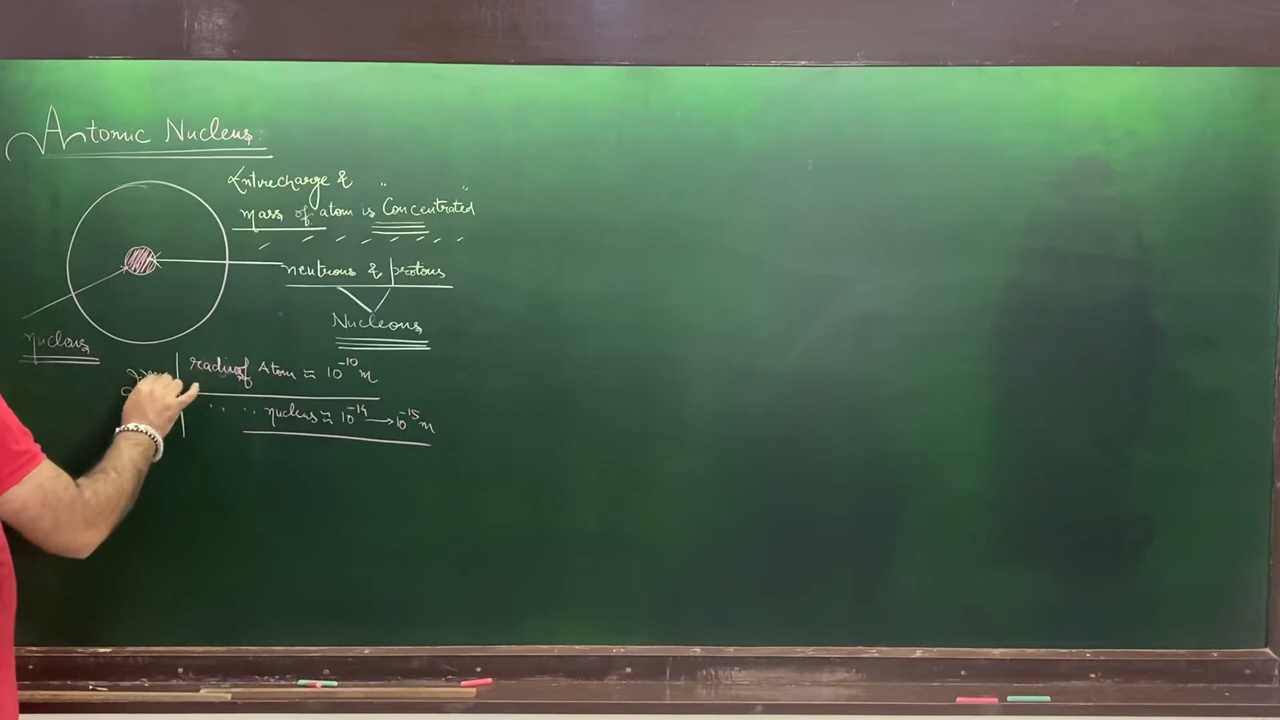 Atomic Nucleus
Entire charge &
mass of atom is "Concentrated"
neutrons & protons
Nucleons
nucleus
radius of Atom ≈ 10⁻¹⁰ m
" " nucleus ≈ 10⁻¹⁴ → 10⁻¹⁵ m